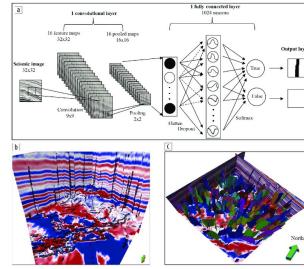 a
1 convolutional layer
1 fully connected layer
1024 neurons
16 feature maps
32x32
16 pooled maps
16x16
Output layer
Seismic image
32x32
Convolution
9x9
Pooling
2x2
Flatten
Dropout
Softmax
True
False
b
c
North